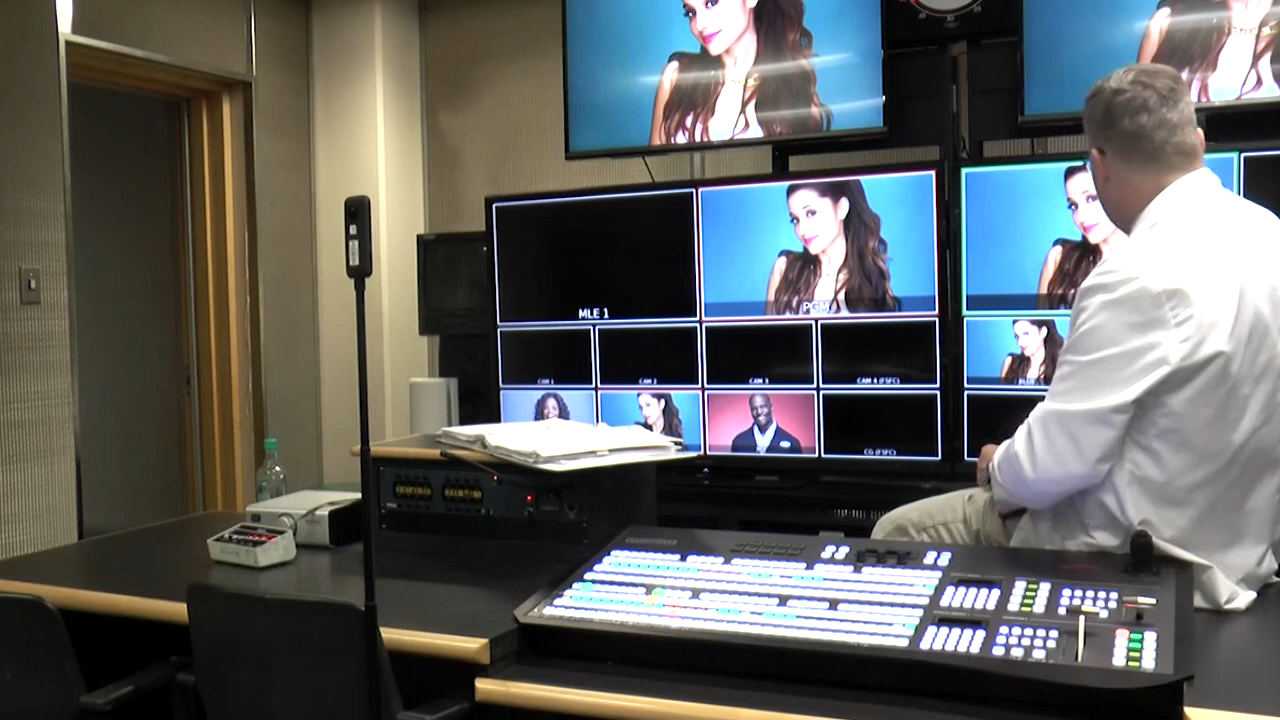 MLE 1
PGM
CAM 1
CAM 2
CAM 3
CAM 4 (FSFC)
CG (FSFC)